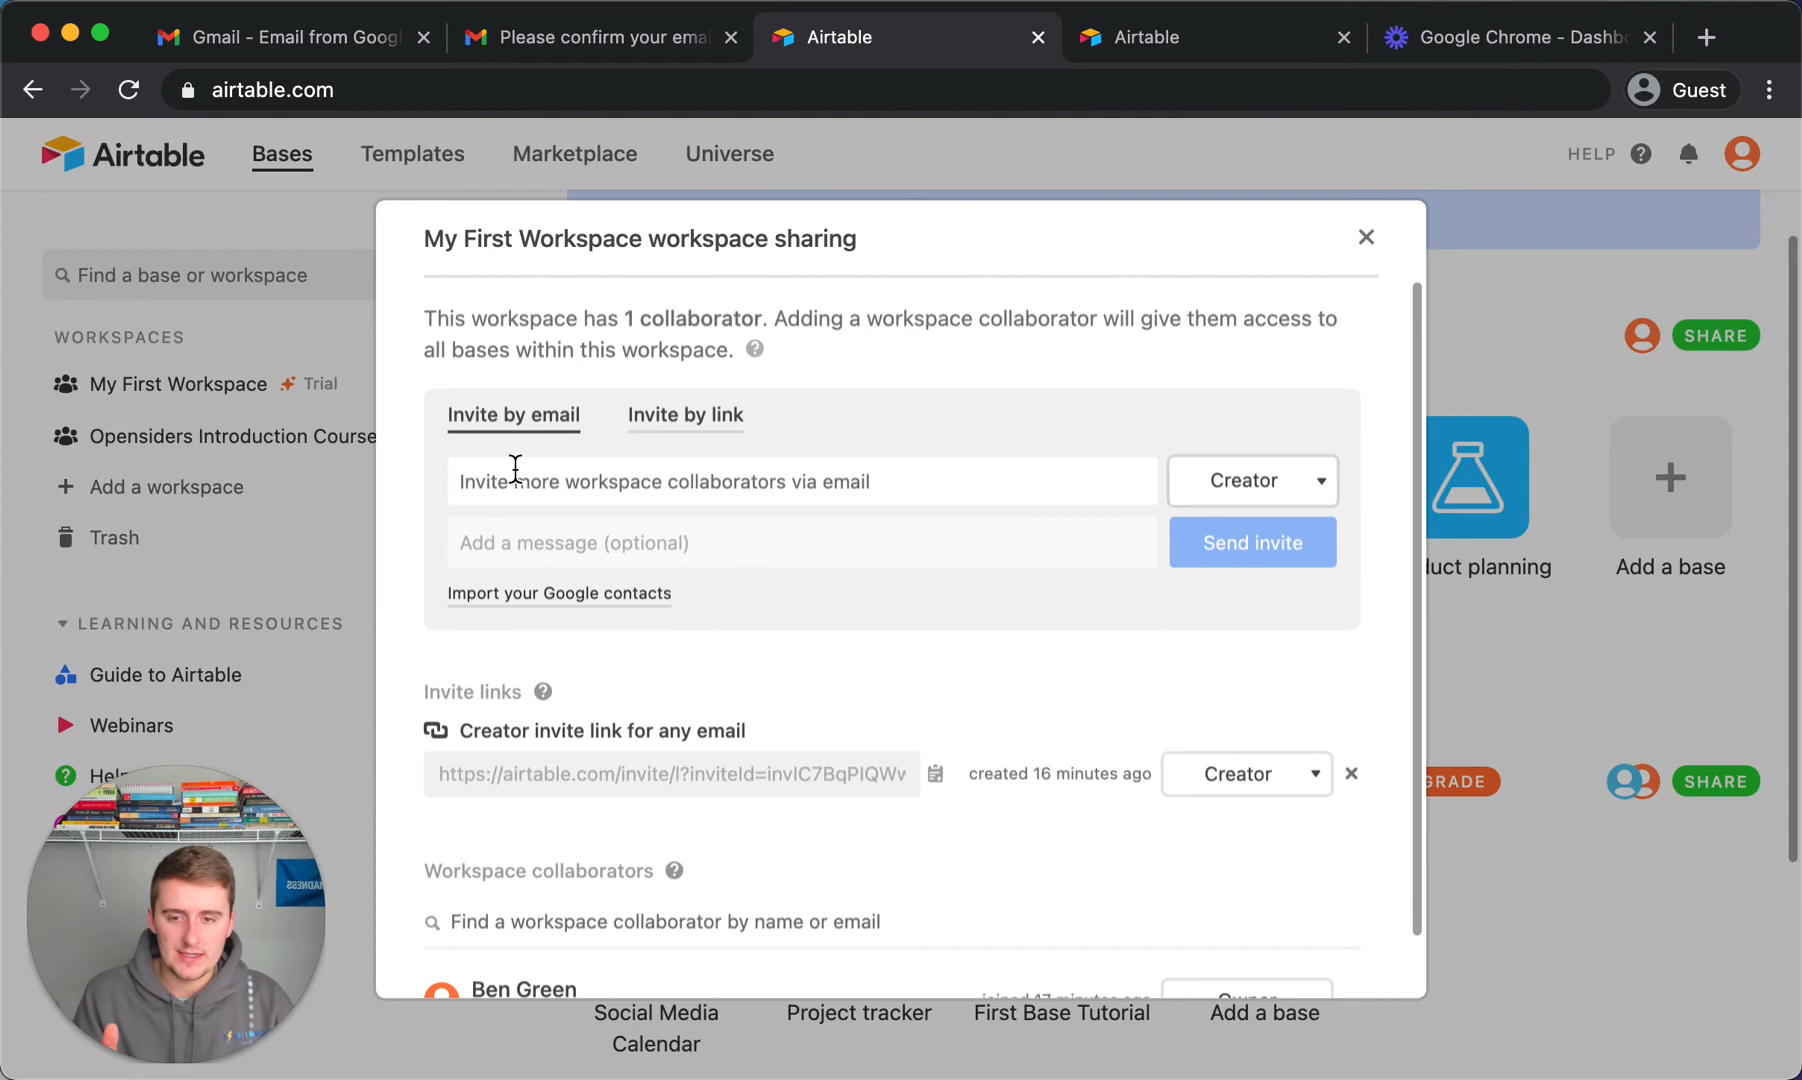 Gmail - Email from Googl
Please confirm your emai
Airtable
Airtable
Google Chrome - Dashbo
airtable.com
Guest
Airtable
Bases
Templates
Marketplace
Universe
HELP
My First Workspace workspace sharing
Find a base or workspace
This workspace has 1 collaborator. Adding a workspace collaborator will give them access to
all bases within this workspace.
WORKSPACES
SHARE
My First Workspace
Trial
Invite by email
Invite by link
Opensiders Introduction Course
Invite more workspace collaborators via email
Creator
Add a workspace
Add a message (optional)
Send invite
Trash
uct planning
Add a base
Import your Google contacts
LEARNING AND RESOURCES
Guide to Airtable
Invite links
Webinars
Creator invite link for any email
Help
https://airtable.com/invite/l?inviteId=invIC7BqPIQWv
created 16 minutes ago
Creator
GRADE
SHARE
Workspace collaborators
Find a workspace collaborator by name or email
Ben Green
joined 17 minutes ago
Owner
Social Media
Calendar
Project tracker
First Base Tutorial
Add a base